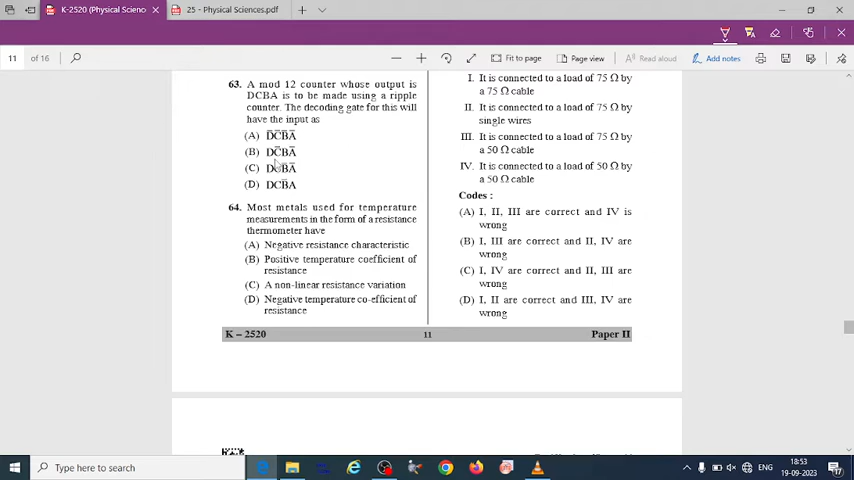 K-2520 (Physical Scienc
25 - Physical Sciences.pdf
11 of 16
Fit to page
Page view
Read aloud
Add notes
63. A mod 12 counter whose output is
DCBA is to be made using a ripple
counter. The decoding gate for this will
have the input as
(A) D̅C̅B̅A̅
(B)
(C)
(D) DCB̅A
64. Most metals used for temperature
measurements in the form of a resistance
thermometer have
(A) Negative resistance characteristic
(B) Positive temperature coefficient of
resistance
(C) A non-linear resistance variation
(D) Negative temperature co-efficient of
resistance
I. It is connected to a load of 75 Ω by
a 75 Ω cable
II. It is connected to a load of 75 Ω by
single wires
III. It is connected to a load of 75 Ω by
a 50 Ω cable
IV. It is connected to a load of 50 Ω by
a 50 Ω cable
Codes :
(A) I, II, III are correct and IV is
wrong
(B) I, III are correct and II, IV are
wrong
(C) I, IV are correct and II, III are
wrong
(D) I, II are correct and III, IV are
wrong
K – 2520
11
Paper II
Type here to search
ENG
18:53
19-09-2023